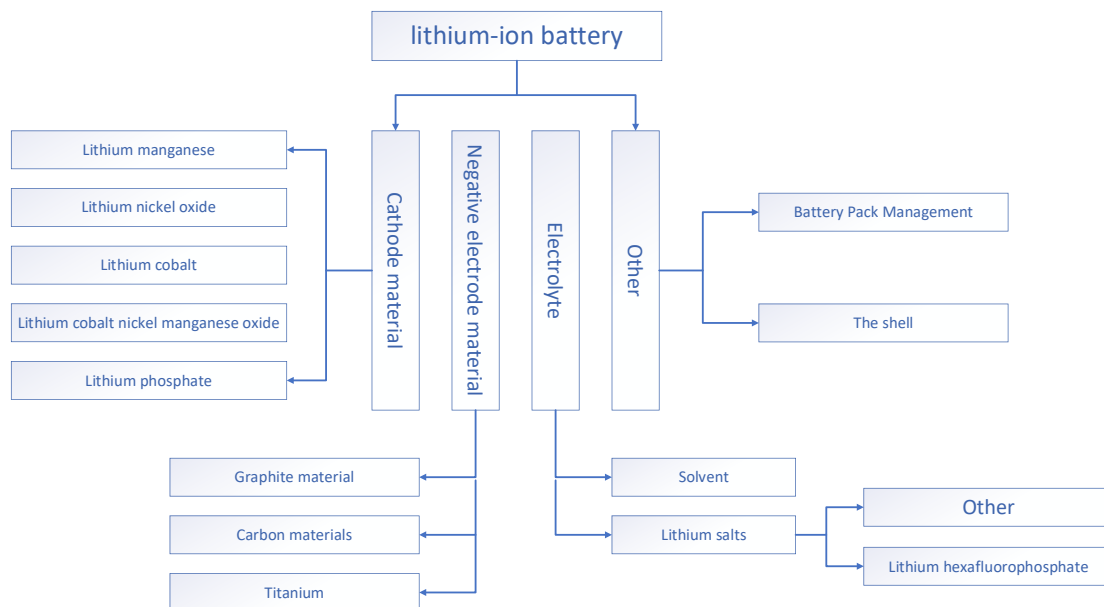 lithium-ion battery
Cathode material
Negative electrode material
Electrolyte
Other
Lithium manganese
Lithium nickel oxide
Lithium cobalt
Lithium cobalt nickel manganese oxide
Lithium phosphate
Battery Pack Management
The shell
Graphite material
Carbon materials
Titanium
Solvent
Lithium salts
Other
Lithium hexafluorophosphate